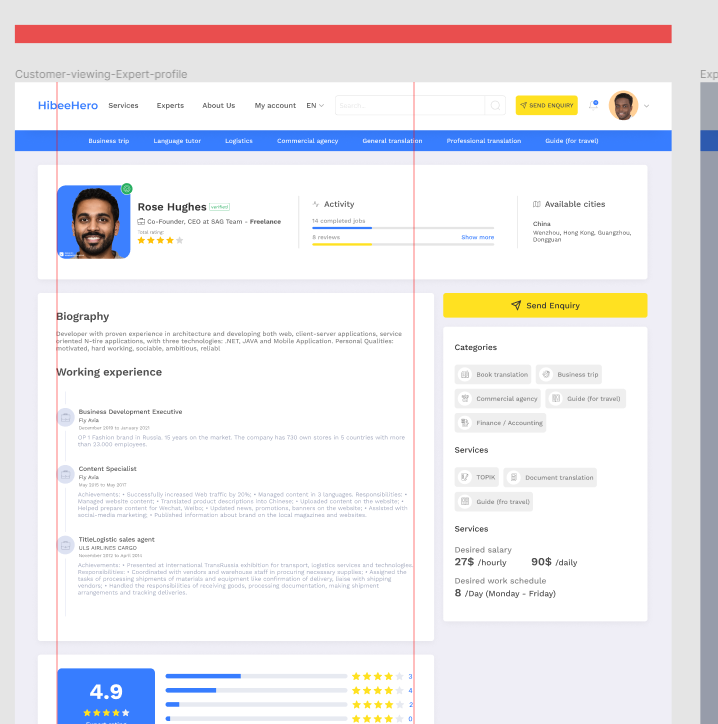 Customer-viewing-Expert-profile
Exp
HibeeHero Services Experts About Us My account EN Search SEND ENQUIRY
Business trip Language tutor Logistics Commercial agency General translation Professional translation Guide (for travel)
Rose Hughes verified
Co-Founder, CEO at SAG Team - Freelance
Total rating:
Activity
14 completed jobs
8 reviews Show more
Available cities
China
Wenzhou, Hong Kong, Guangzhou,
Dongguan
Biography
Developer with proven experience in architecture and developing both web, client-server applications, service
oriented N-tire applications, with three technologies: .NET, JAVA and Mobile Application. Personal Qualities:
motivated, hard working, sociable, ambitious, reliabl
Working experience
Business Development Executive
Fly Avia
December 2019 to January 2021
OP 1 Fashion brand in Russia. 15 years on the market. The company has 730 own stores in 5 countries with more
than 23.000 employees.
Content Specialist
Fly Avia
May 2015 to May 2017
Achievements: • Successfully increased Web traffic by 20%; • Managed content in 3 languages. Responsibilities: •
Managed website content; • Translated product descriptions into Chinese; • Uploaded content on the website; •
Helped prepare content for Wechat, Weibo; • Updated news, promotions, banners on the website; • Assisted with
social-media marketing; • Published information about brand on the local magazines and websites.
TitleLogistic sales agent
ULS AIRLINES CARGO
November 2012 to April 2014
Achievements: • Presented at International TransRussia exhibition for transport, logistics services and technologies.
Responsibilities: • Coordinated with vendors and warehouse staff in procuring necessary supplies; • Assigned the
tasks of processing shipments of materials and equipment like confirmation of delivery, liaise with shipping
vendors; • Handled the responsibilities of receiving goods, processing documentation, making shipment
arrangements and tracking deliveries.
Send Enquiry
Categories
Book translation Business trip
Commercial agency Guide (for travel)
Finance / Accounting
Services
TOPIK Document translation
Guide (fro travel)
Services
Desired salary
27$ /hourly 90$ /daily
Desired work schedule
8 /Day (Monday - Friday)
4.9
Expert rating
3
4
2
0